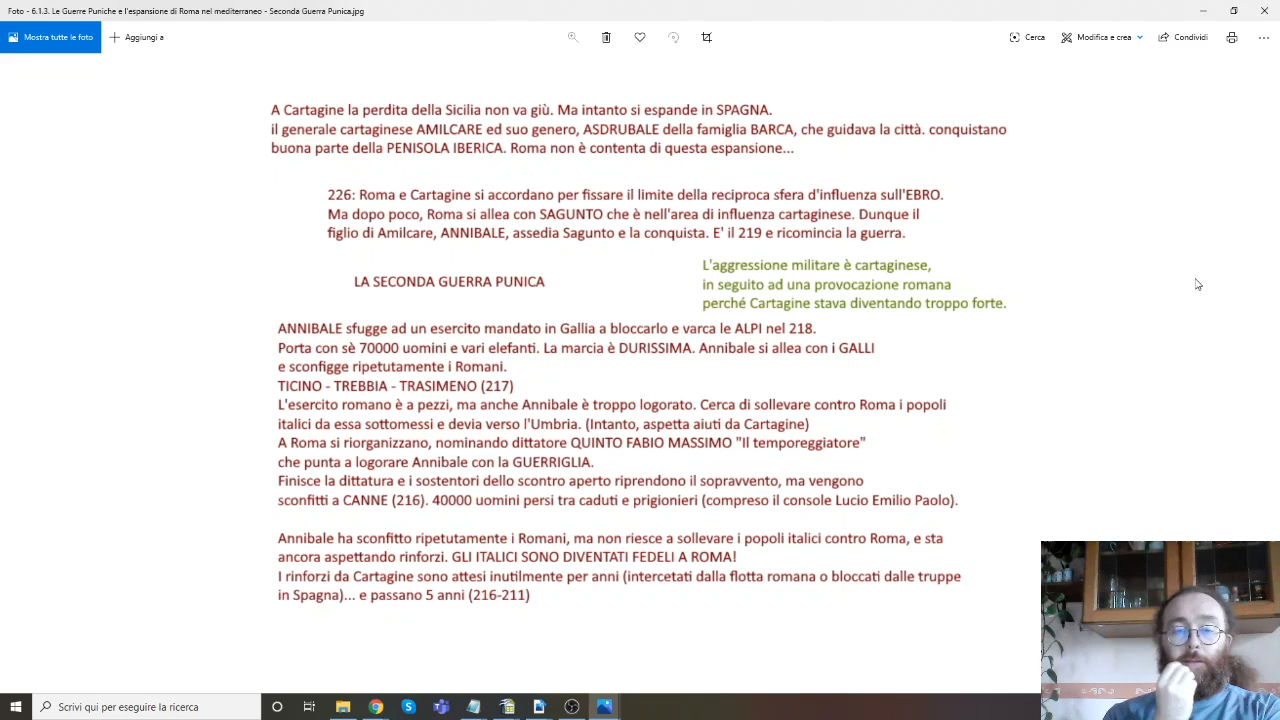 Foto - 6.1.3. Le Guerre Puniche e l'espansione di Roma nel mediterraneo - Seconda Guerra Punica.jpg
Mostra tutte le foto
Aggiungi a
Cerca
Modifica e crea
Condividi
A Cartagine la perdita della Sicilia non va giù. Ma intanto si espande in SPAGNA.
il generale cartaginese AMILCARE ed suo genero, ASDRUBALE della famiglia BARCA, che guidava la città. conquistano
buona parte della PENISOLA IBERICA. Roma non è contenta di questa espansione...
226: Roma e Cartagine si accordano per fissare il limite della reciproca sfera d'influenza sull'EBRO.
Ma dopo poco, Roma si allea con SAGUNTO che è nell'area di influenza cartaginese. Dunque il
figlio di Amilcare, ANNIBALE, assedia Sagunto e la conquista. E' il 219 e ricomincia la guerra.
LA SECONDA GUERRA PUNICA
L'aggressione militare è cartaginese,
in seguito ad una provocazione romana
perché Cartagine stava diventando troppo forte.
ANNIBALE sfugge ad un esercito mandato in Gallia a bloccarlo e varca le ALPI nel 218.
Porta con sè 70000 uomini e vari elefanti. La marcia è DURISSIMA. Annibale si allea con i GALLI
e sconfigge ripetutamente i Romani.
TICINO - TREBBIA - TRASIMENO (217)
L'esercito romano è a pezzi, ma anche Annibale è troppo logorato. Cerca di sollevare contro Roma i popoli
italici da essa sottomessi e devia verso l'Umbria. (Intanto, aspetta aiuti da Cartagine)
A Roma si riorganizzano, nominando dittatore QUINTO FABIO MASSIMO "Il temporeggiatore"
che punta a logorare Annibale con la GUERRIGLIA.
Finisce la dittatura e i sostentori dello scontro aperto riprendono il sopravvento, ma vengono
sconfitti a CANNE (216). 40000 uomini persi tra caduti e prigionieri (compreso il console Lucio Emilio Paolo).
Annibale ha sconfitto ripetutamente i Romani, ma non riesce a sollevare i popoli italici contro Roma, e sta
ancora aspettando rinforzi. GLI ITALICI SONO DIVENTATI FEDELI A ROMA!
I rinforzi da Cartagine sono attesi inutilmente per anni (intercetati dalla flotta romana o bloccati dalle truppe
in Spagna)... e passano 5 anni (216-211)
Scrivi qui per eseguire la ricerca